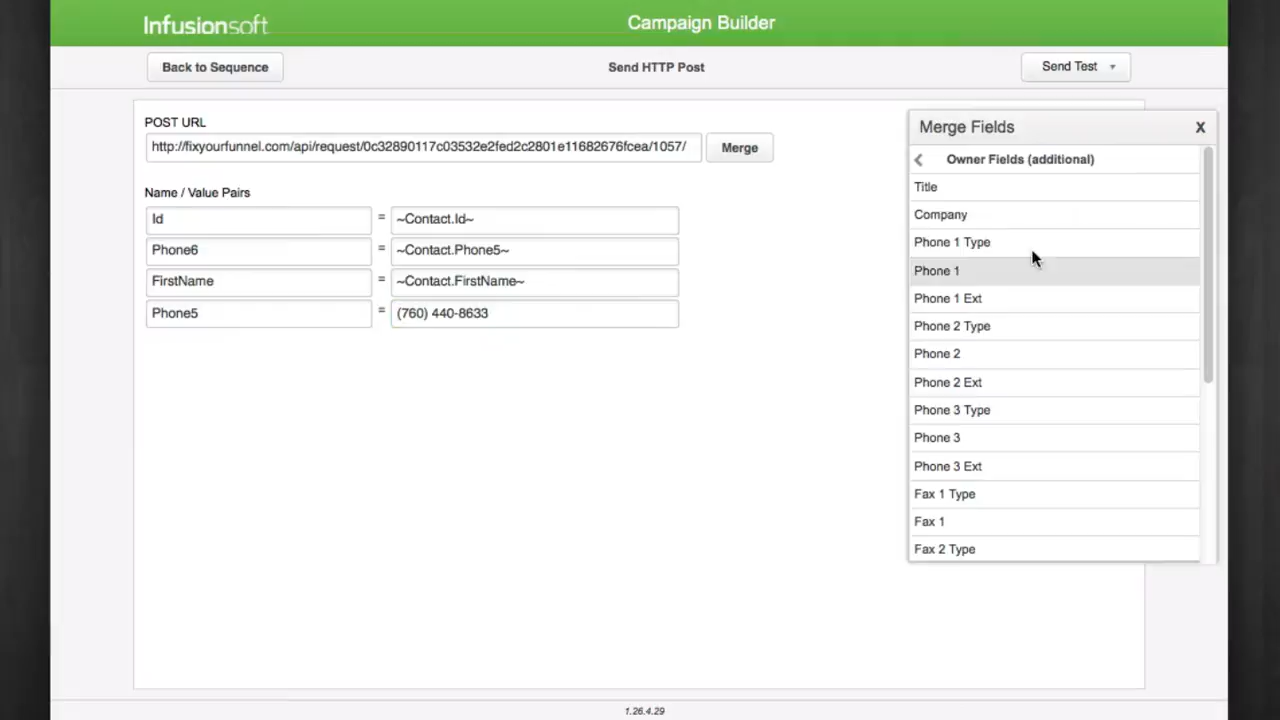 Infusionsoft
Campaign Builder
Back to Sequence
Send HTTP Post
Send Test
POST URL
http://fixyourfunnel.com/api/request/0c32890117c03532e2fed2c2801e11682676fcea/1057/
Merge
Name / Value Pairs
Id = ~Contact.Id~
Phone6 = ~Contact.Phone5~
FirstName = ~Contact.FirstName~
Phone5 = (760) 440-8633
Merge Fields X
Owner Fields (additional)
Title
Company
Phone 1 Type
Phone 1
Phone 1 Ext
Phone 2 Type
Phone 2
Phone 2 Ext
Phone 3 Type
Phone 3
Phone 3 Ext
Fax 1 Type
Fax 1
Fax 2 Type
1.26.4.29